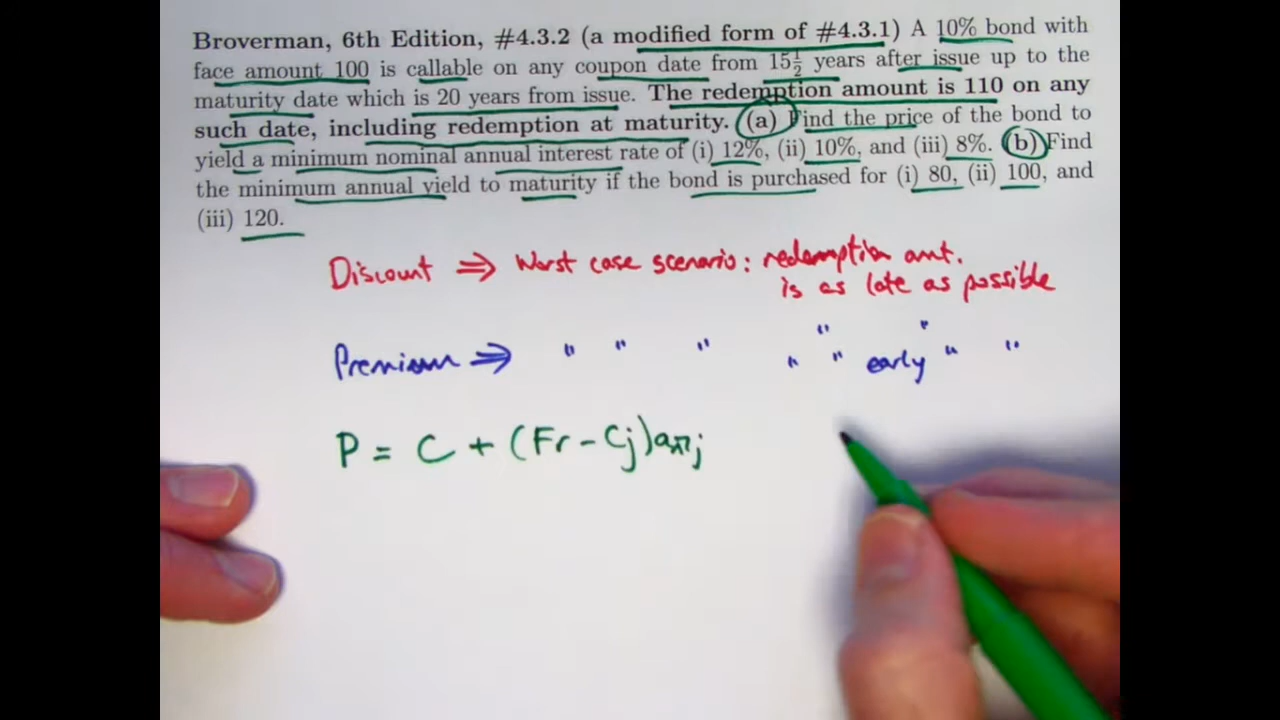 Broverman, 6th Edition, #4.3.2 (a modified form of #4.3.1) A 10% bond with
face amount 100 is callable on any coupon date from 15½ years after issue up to the
maturity date which is 20 years from issue. The redemption amount is 110 on any
such date, including redemption at maturity. (a) Find the price of the bond to
yield a minimum nominal annual interest rate of (i) 12%, (ii) 10%, and (iii) 8%. (b) Find
the minimum annual yield to maturity if the bond is purchased for (i) 80, (ii) 100, and
(iii) 120.
Discount ⇒ Worst case scenario: redemption amt.
is as late as possible
" "
Premium ⇒ " " " " " early " "
P = C + (Fr - Cj)a_n⌉j